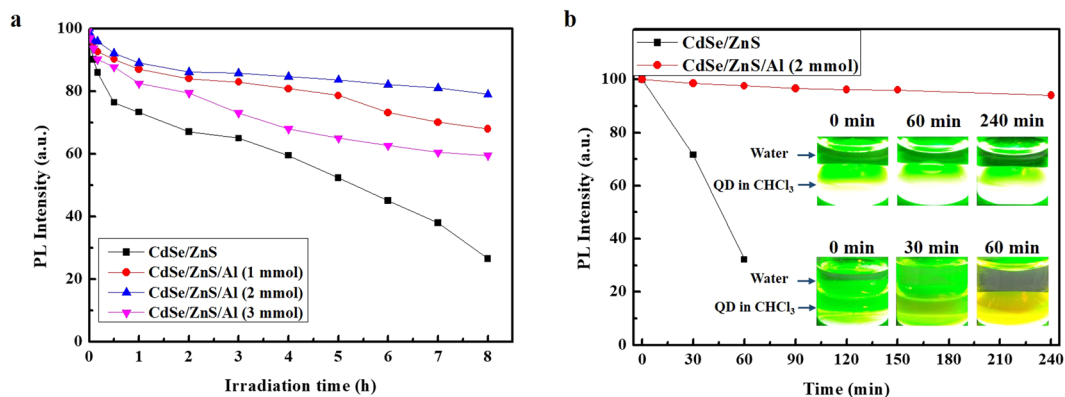 a
PL Intensity (a.u.)
100
80
60
40
20
0
0 1 2 3 4 5 6 7 8
Irradiation time (h)
CdSe/ZnS
CdSe/ZnS/Al (1 mmol)
CdSe/ZnS/Al (2 mmol)
CdSe/ZnS/Al (3 mmol)
b
PL Intensity (a.u.)
100
80
60
40
20
0
0 30 60 90 120 150 180 210 240
Time (min)
CdSe/ZnS
CdSe/ZnS/Al (2 mmol)
0 min 60 min 240 min
Water
QD in CHCl₃
0 min 30 min 60 min
Water
QD in CHCl₃